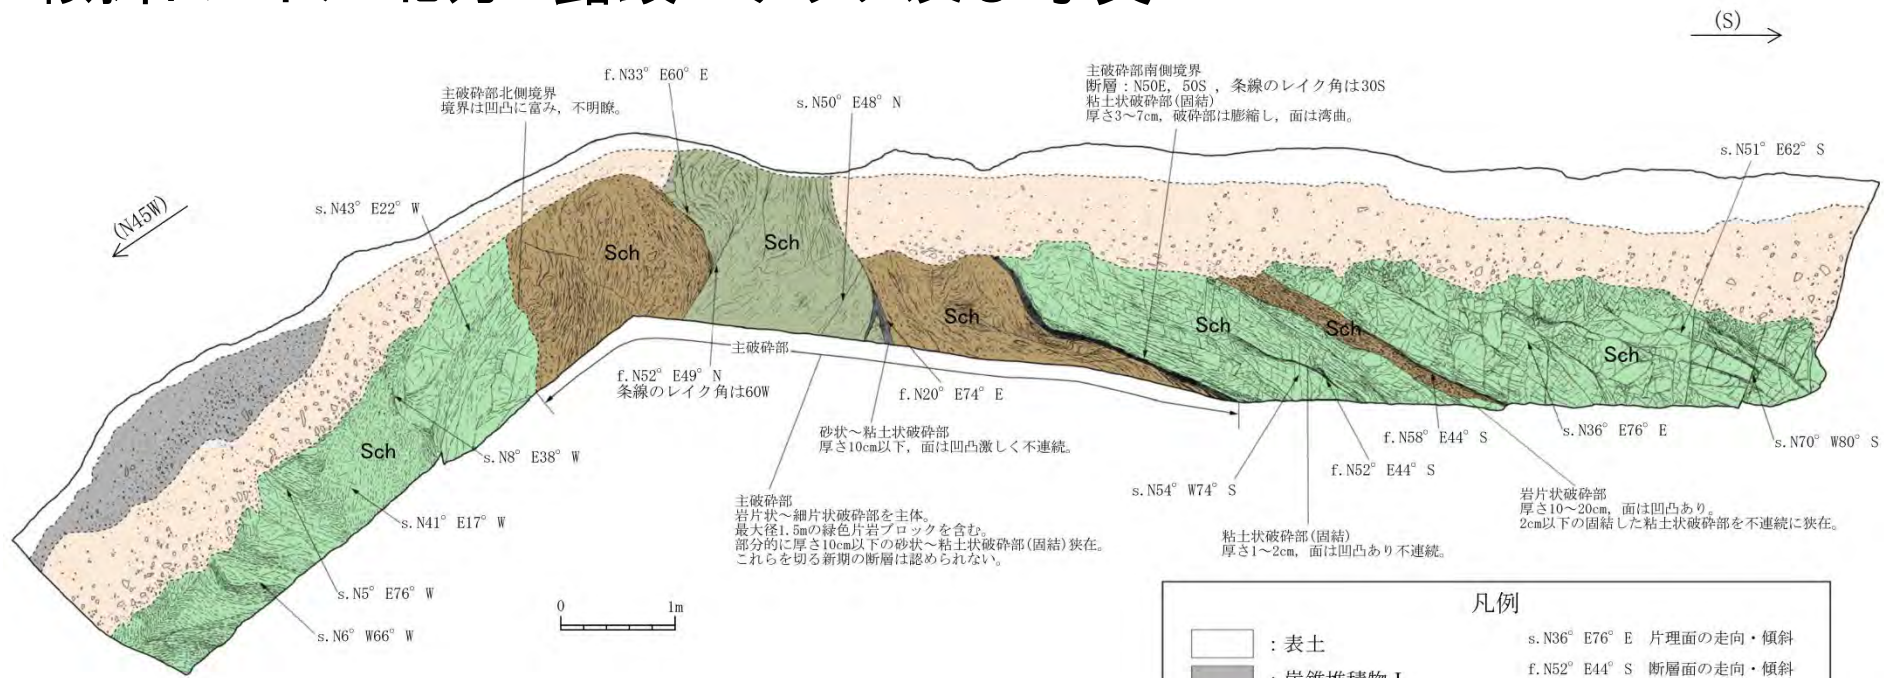 (S)
f. N33° E60° E
主破砕部北側境界
境界は凹凸に富み, 不明瞭。
s. N50° E48° N
主破砕部南側境界
断層：N50E, 50S , 条線のレイク角は30S
粘土状破砕部(固結)
厚さ3～7cm, 破砕部は膨縮し, 面は湾曲。
s. N51° E62° S
s. N43° E22° W
(N45W)
Sch
Sch
Sch
Sch
Sch
Sch
Sch
主破砕部
f. N52° E49° N
条線のレイク角は60W
f. N20° E74° E
砂状～粘土状破砕部
厚さ10cm以下, 面は凹凸激しく不連続。
s. N8° E38° W
s. N41° E17° W
s. N5° E76° W
s. N6° W66° W
主破砕部
岩片状～細片状破砕部を主体。
最大径1.5mの緑色片岩ブロックを含む。
部分的に厚さ10cm以下の砂状～粘土状破砕部(固結)狭在。
これらを切る新期の断層は認められない。
s. N54° W74° S
f. N52° E44° S
f. N58° E44° S
s. N36° E76° E
s. N70° W80° S
粘土状破砕部(固結)
厚さ1～2cm, 面は凹凸あり不連続。
岩片状破砕部
厚さ10～20cm, 面は凹凸あり。
2cm以下の固結した粘土状破砕部を不連続に狭在。
0 1m
凡例
：表土
s. N36° E76° E 片理面の走向・傾斜
：崖錐堆積物Ⅰ
f. N52° E44° S 断層面の走向・傾斜